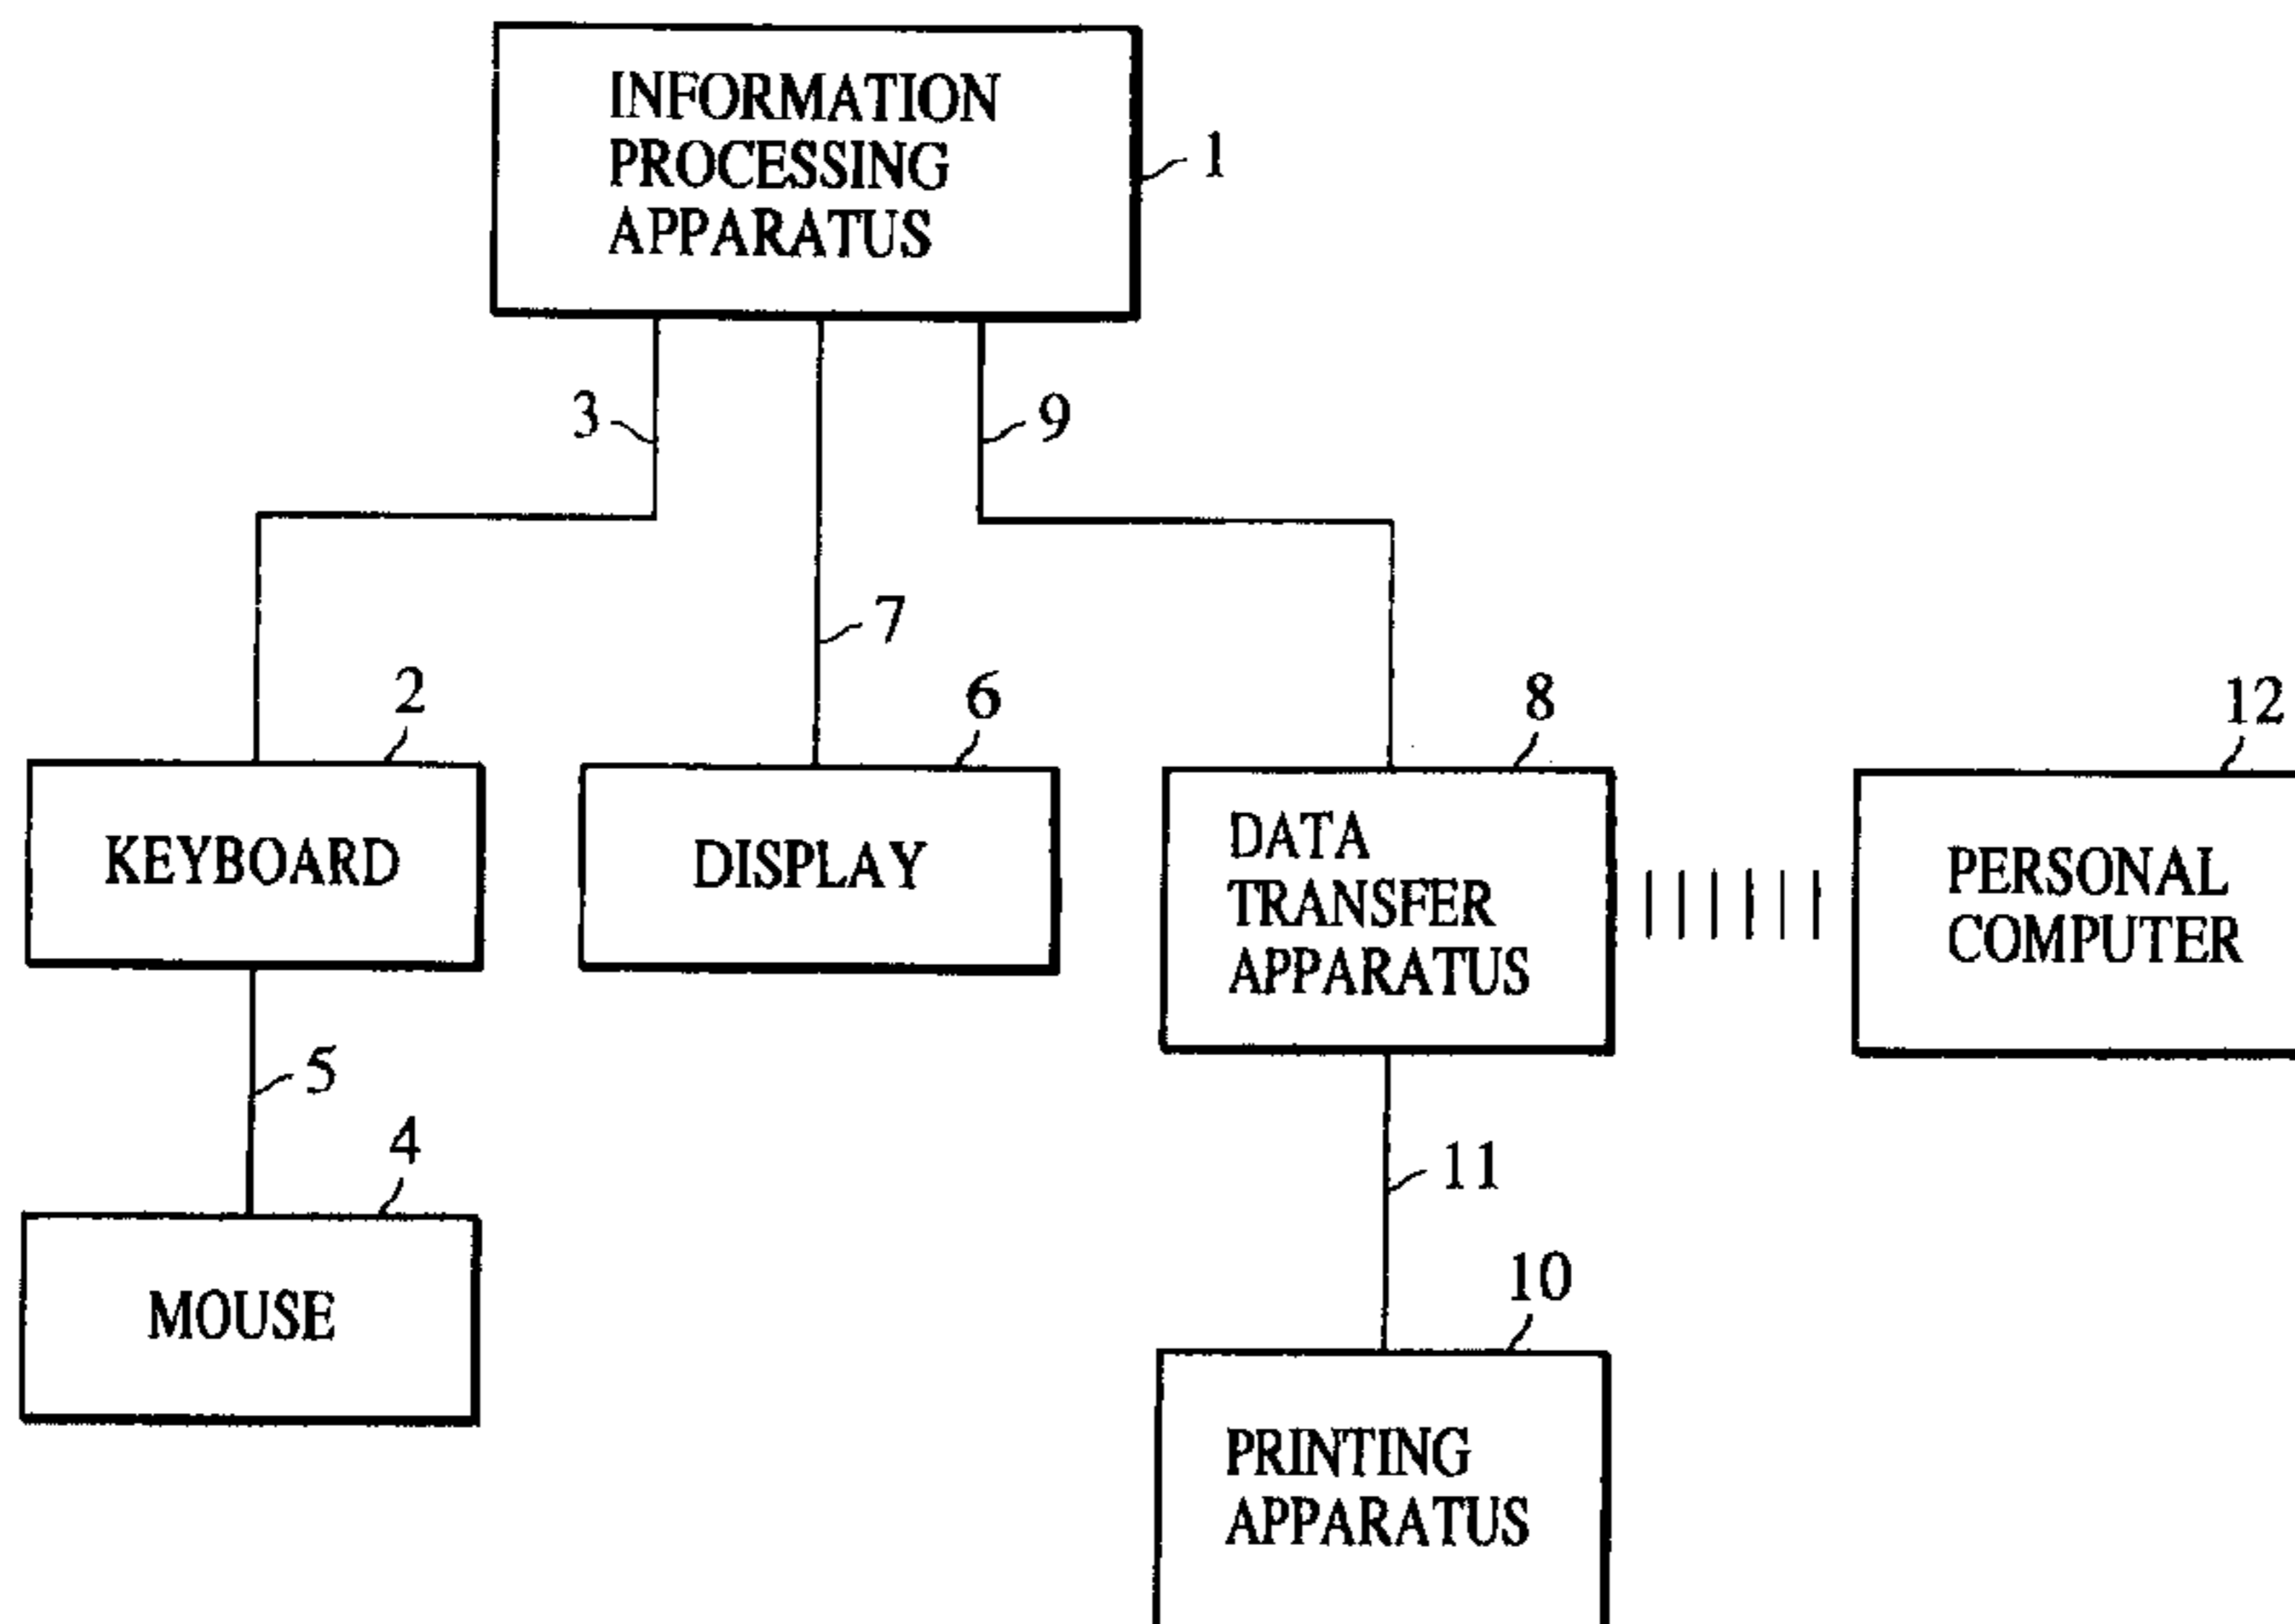 INFORMATION
PROCESSING
APPARATUS
1
3
9
7
2
6
8
12
KEYBOARD
DISPLAY
DATA
TRANSFER
APPARATUS
PERSONAL
COMPUTER
5
4
11
MOUSE
10
PRINTING
APPARATUS